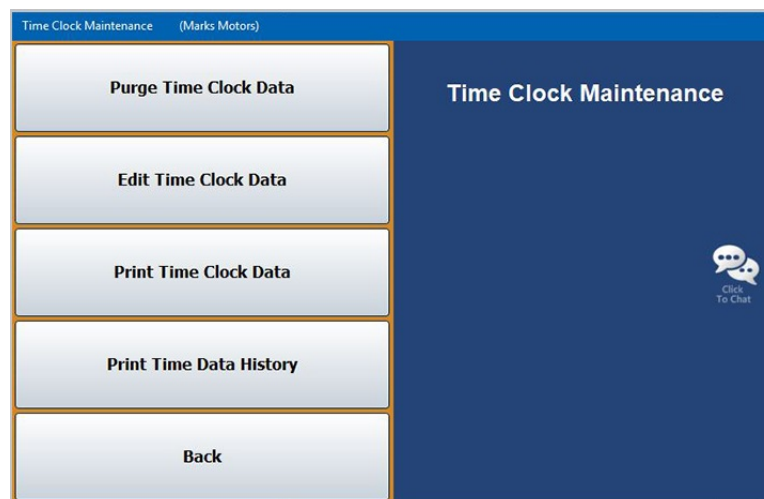 Time Clock Maintenance (Marks Motors)
Purge Time Clock Data
Time Clock Maintenance
Edit Time Clock Data
Print Time Clock Data
Click
To Chat
Print Time Data History
Back